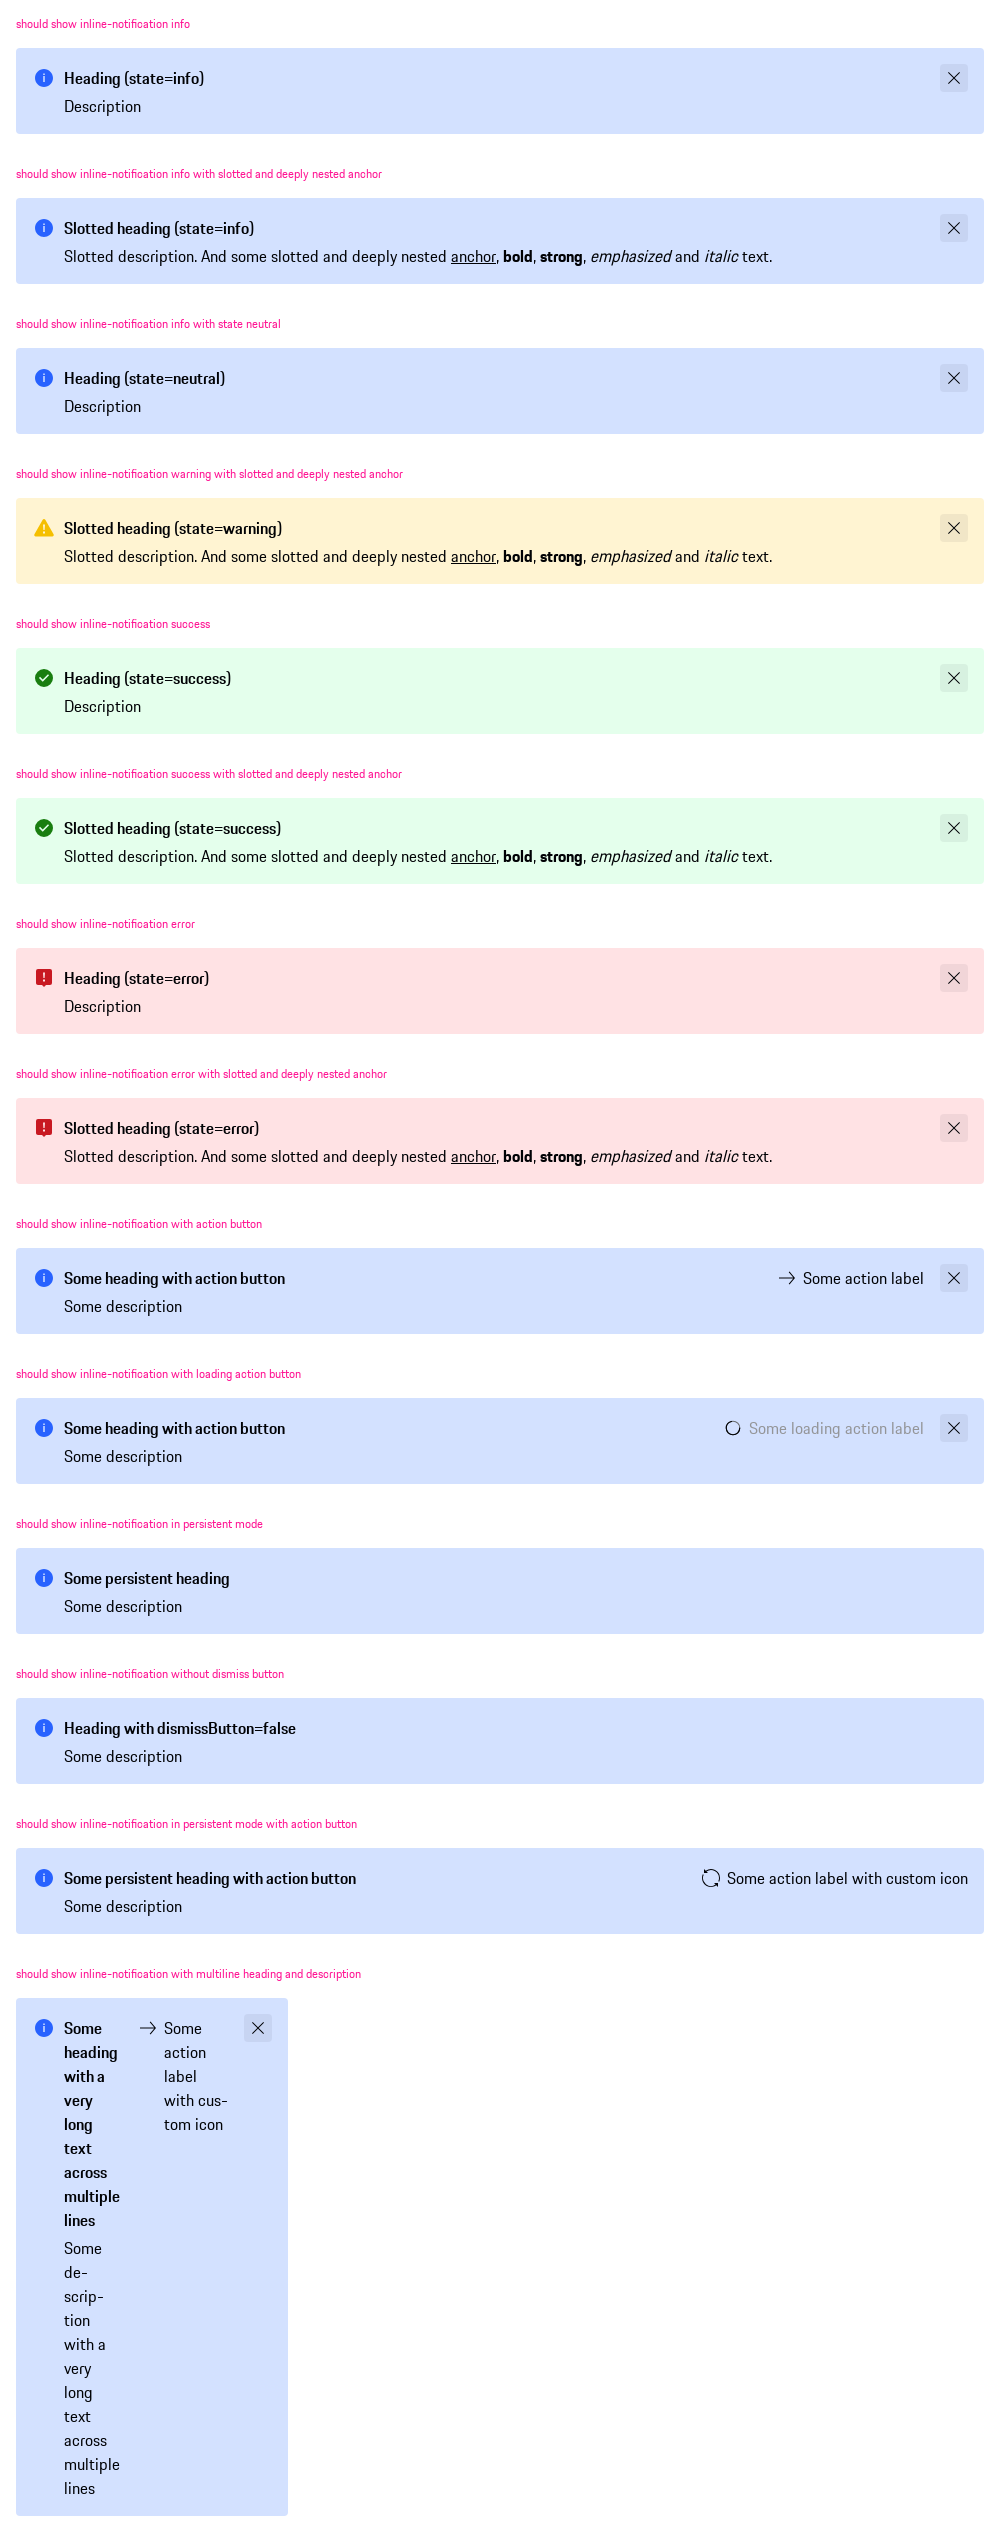 should show inline-notification info
Heading (state=info)
Description
should show inline-notification info with slotted and deeply nested anchor
Slotted heading (state=info)
Slotted description. And some slotted and deeply nested anchor, bold, strong, emphasized and italic text.
should show inline-notification info with state neutral
Heading (state=neutral)
Description
should show inline-notification warning with slotted and deeply nested anchor
Slotted heading (state=warning)
Slotted description. And some slotted and deeply nested anchor, bold, strong, emphasized and italic text.
should show inline-notification success
Heading (state=success)
Description
should show inline-notification success with slotted and deeply nested anchor
Slotted heading (state=success)
Slotted description. And some slotted and deeply nested anchor, bold, strong, emphasized and italic text.
should show inline-notification error
Heading (state=error)
Description
should show inline-notification error with slotted and deeply nested anchor
Slotted heading (state=error)
Slotted description. And some slotted and deeply nested anchor, bold, strong, emphasized and italic text.
should show inline-notification with action button
Some heading with action button
Some action label
Some description
should show inline-notification with loading action button
Some heading with action button
Some loading action label
Some description
should show inline-notification in persistent mode
Some persistent heading
Some description
should show inline-notification without dismiss button
Heading with dismissButton=false
Some description
should show inline-notification in persistent mode with action button
Some persistent heading with action button
Some action label with custom icon
Some description
should show inline-notification with multiline heading and description
Some
heading
with a
very
long
text
across
multiple
lines
Some
de-
scrip-
tion
with a
very
long
text
across
multiple
lines
Some
action
label
with cus-
tom icon